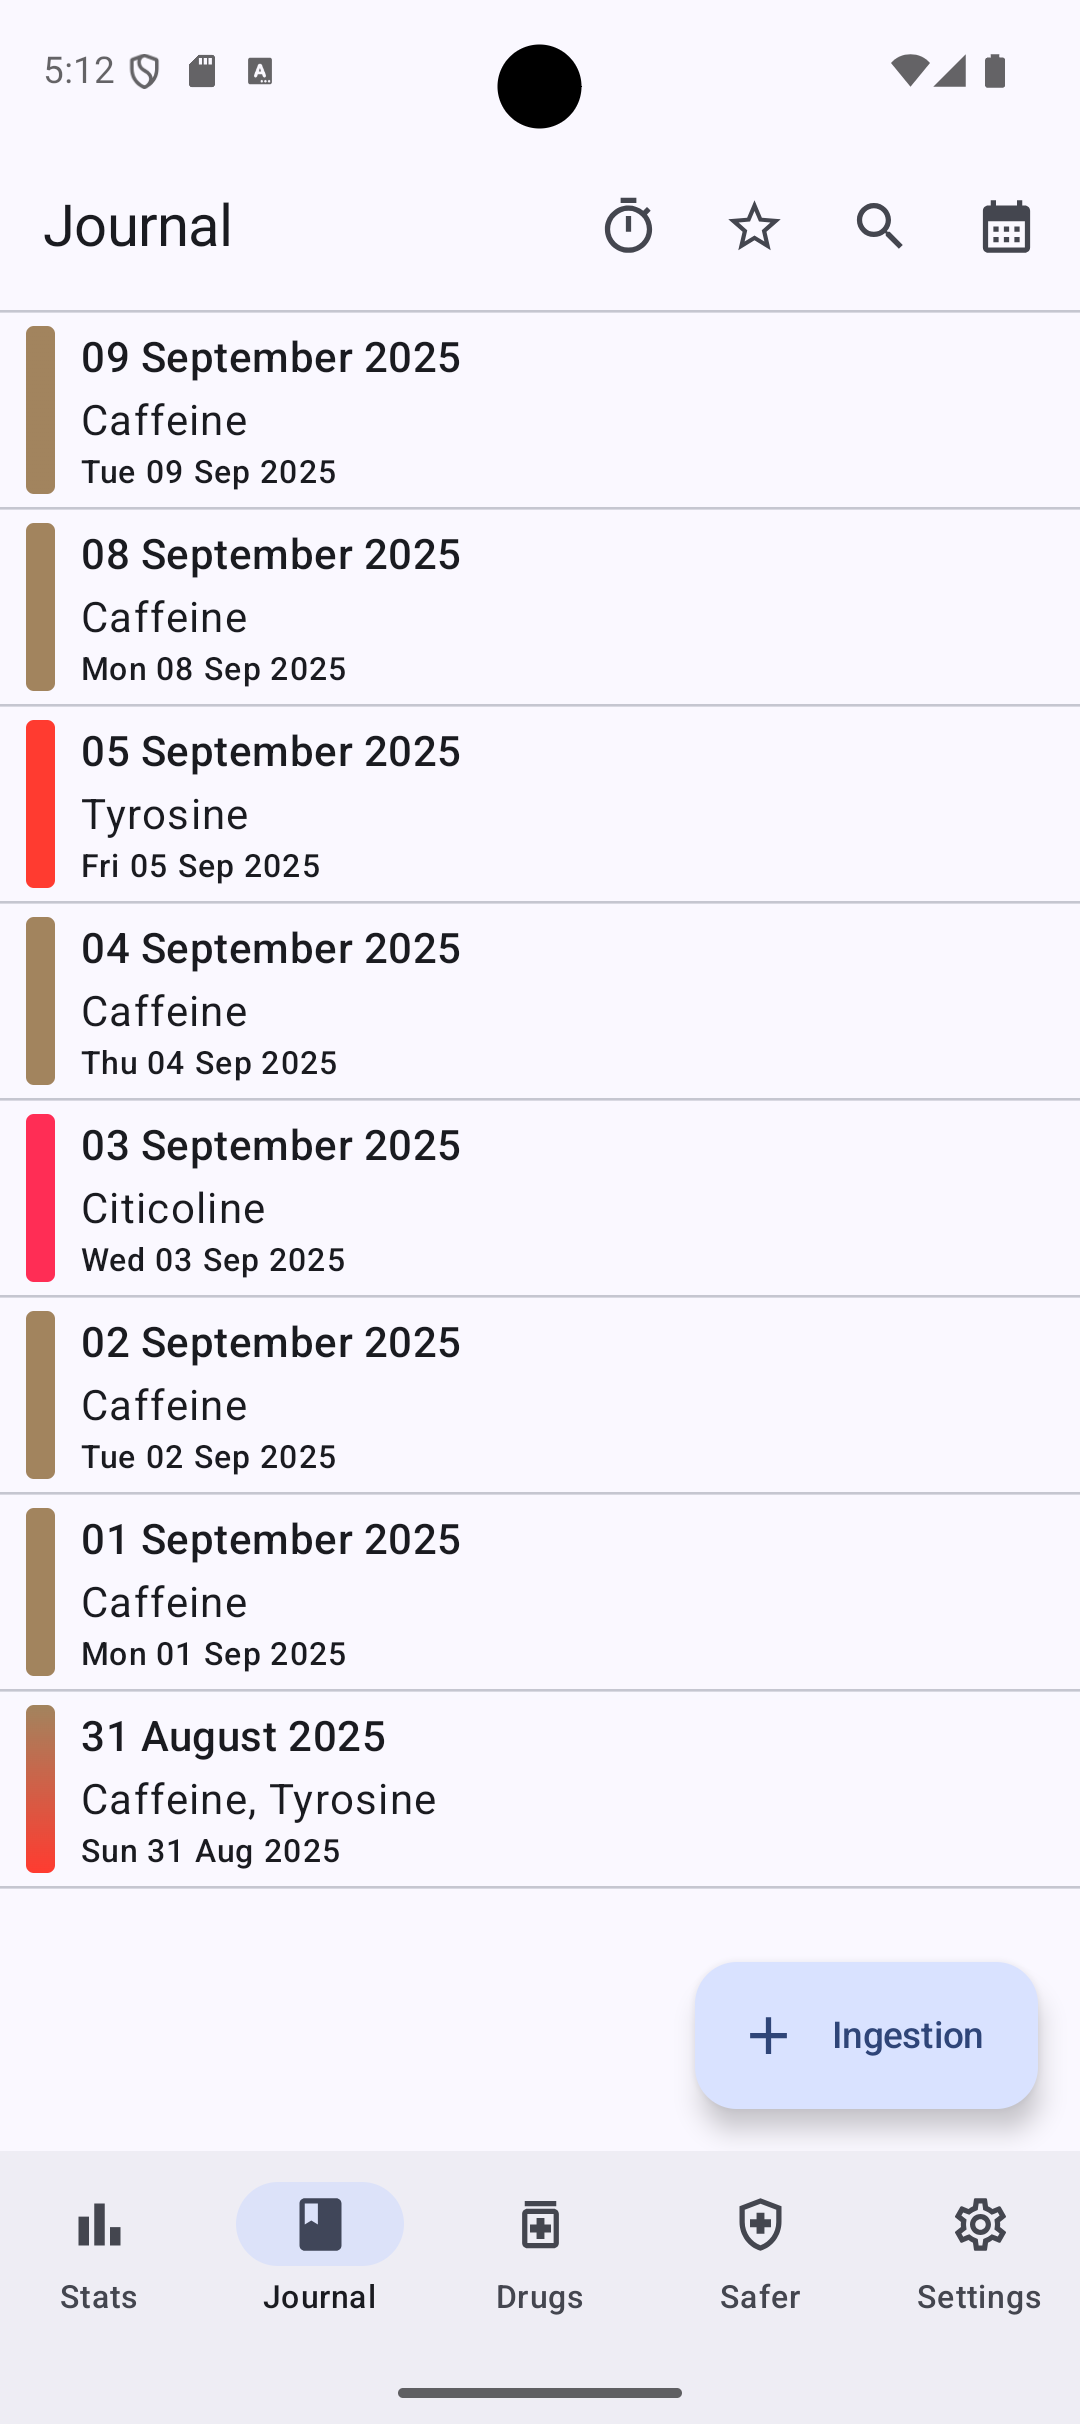 5:12
Journal
09 September 2025
Caffeine
Tue 09 Sep 2025
08 September 2025
Caffeine
Mon 08 Sep 2025
05 September 2025
Tyrosine
Fri 05 Sep 2025
04 September 2025
Caffeine
Thu 04 Sep 2025
03 September 2025
Citicoline
Wed 03 Sep 2025
02 September 2025
Caffeine
Tue 02 Sep 2025
01 September 2025
Caffeine
Mon 01 Sep 2025
31 August 2025
Caffeine, Tyrosine
Sun 31 Aug 2025
Ingestion
Stats
Journal
Drugs
Safer
Settings